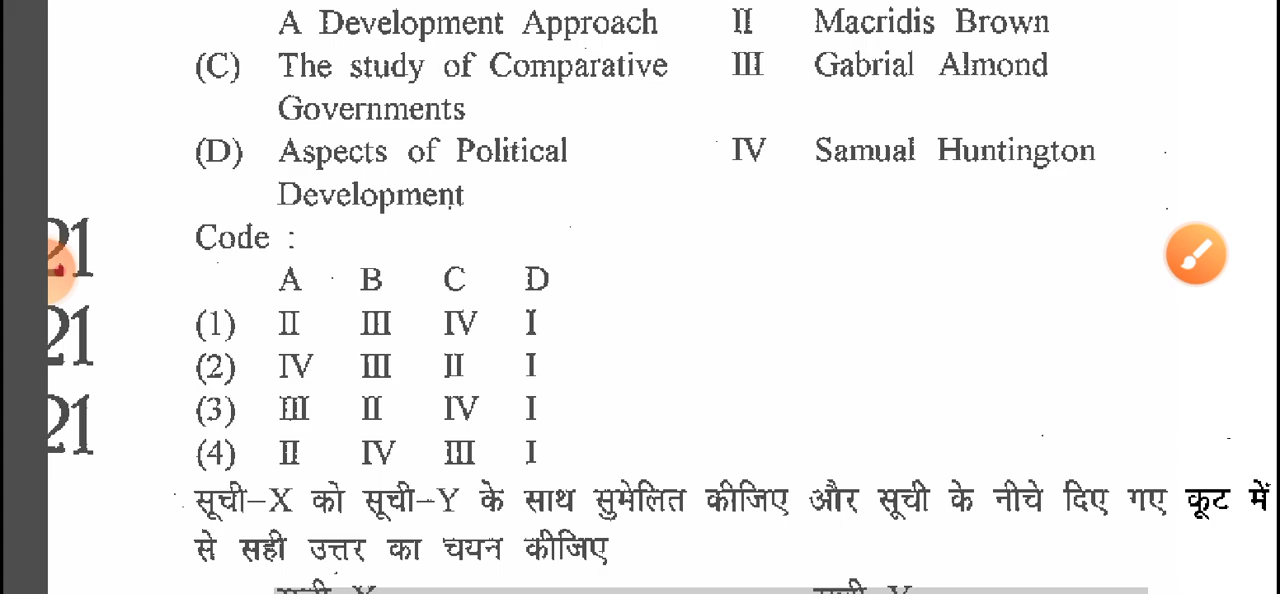 A Development Approach II Macridis Brown
(C) The study of Comparative III Gabrial Almond
Governments
(D) Aspects of Political IV Samual Huntington
Development
21
Code :
A B C D
(1) II III IV I
21
(2) IV III II I
(3) III II IV I
21
(4) II IV III I
सूची–X को सूची–Y के साथ सुमेलित कीजिए और सूची के नीचे दिए गए कूट में
से सही उत्तर का चयन कीजिए